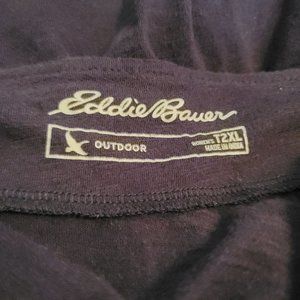 Eddie Bauer
OUTDOOR
WOMEN'S T2XL
MADE IN INDIA